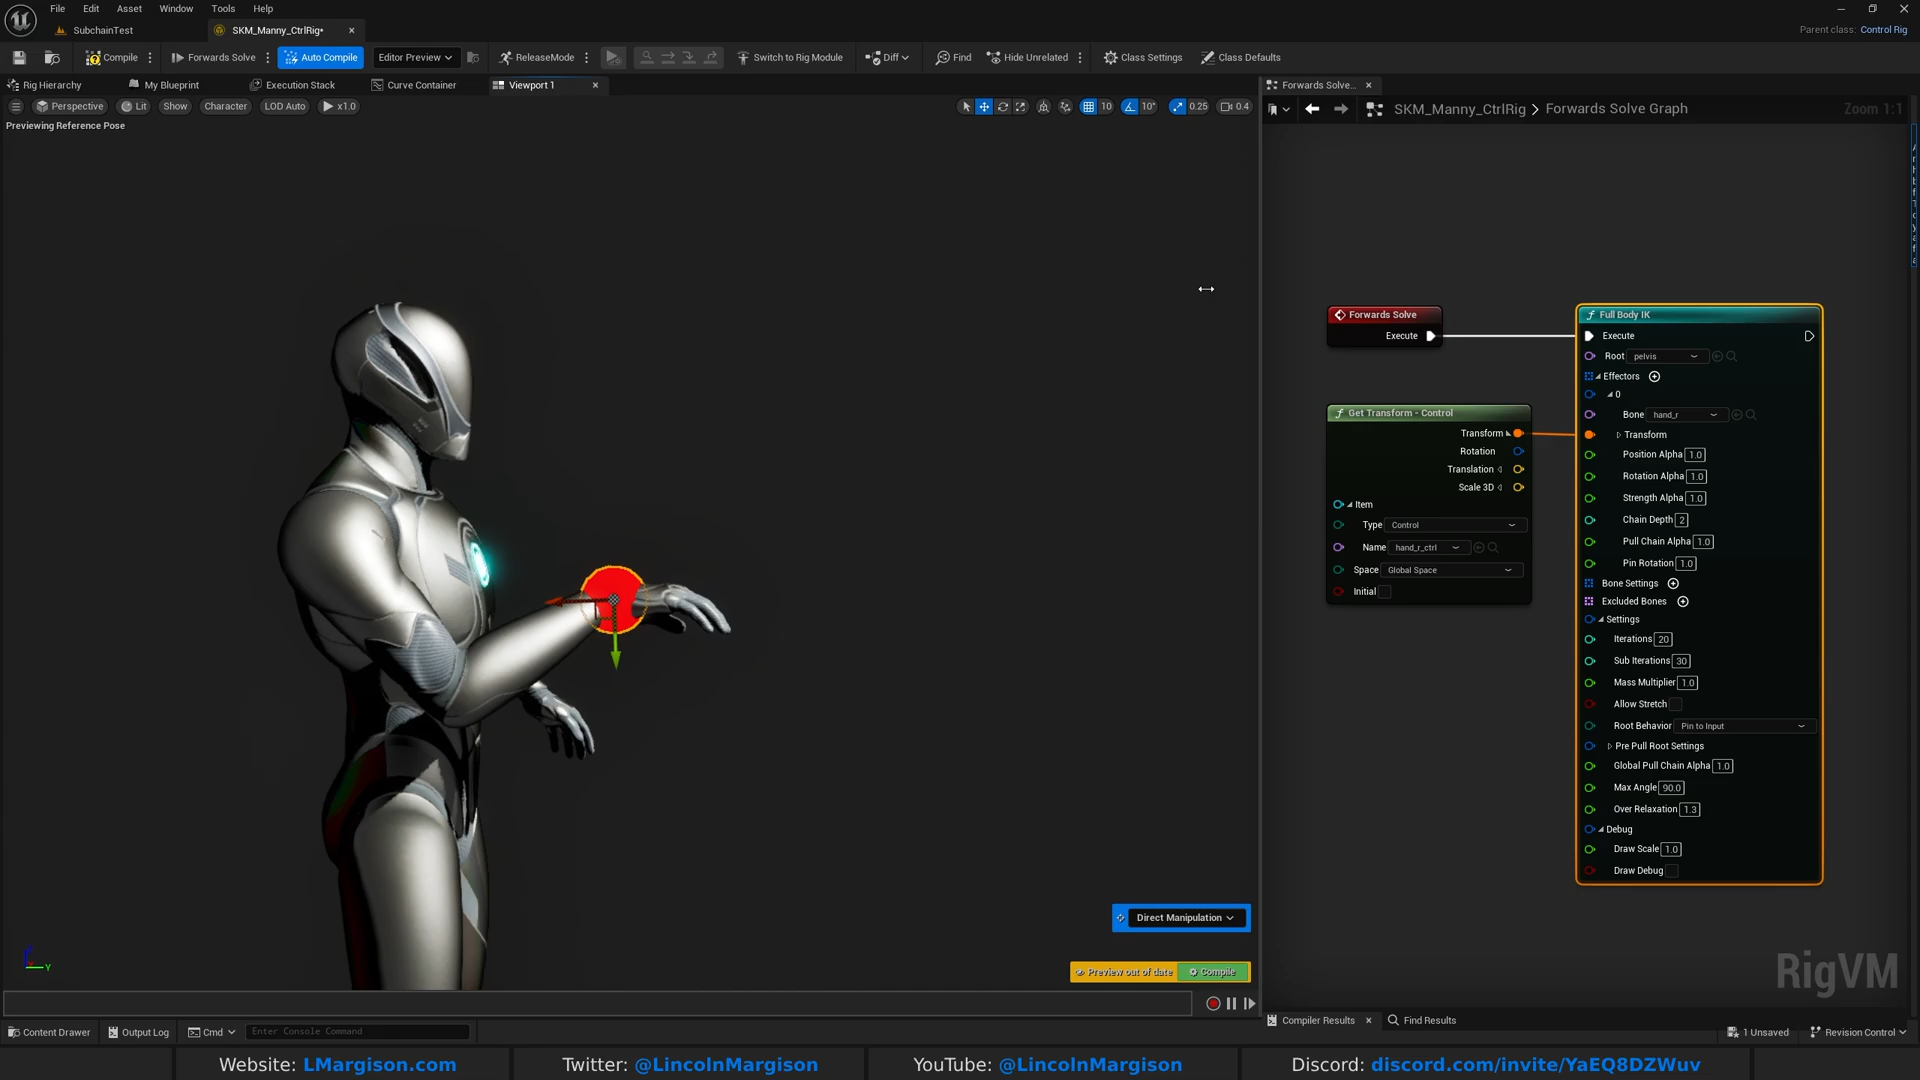 File Edit Asset Window Tools Help
SubchainTest SKM_Manny_CtrlRig*
Parent class: Control Rig
Compile Forwards Solve Auto Compile Editor Preview ReleaseMode Switch to Rig Module Diff Find Hide Unrelated Class Settings Class Defaults
Rig Hierarchy My Blueprint Execution Stack Curve Container Viewport 1 Forwards Solve...
Perspective Lit Show Character LOD Auto x1.0 10 10° 0.25 0.4
SKM_Manny_CtrlRig > Forwards Solve Graph Zoom 1:1
Previewing Reference Pose
Forwards Solve
Execute
Get Transform - Control
Transform
Rotation
Translation
Scale 3D
Item
Type Control
Name hand_r_ctrl
Space Global Space
Initial
Full Body IK
Execute
Root pelvis
Effectors
0
Bone hand_r
Transform
Position Alpha 1.0
Rotation Alpha 1.0
Strength Alpha 1.0
Chain Depth 2
Pull Chain Alpha 1.0
Pin Rotation 1.0
Bone Settings
Excluded Bones
Settings
Iterations 20
Sub Iterations 30
Mass Multiplier 1.0
Allow Stretch
Root Behavior Pin to Input
Pre Pull Root Settings
Global Pull Chain Alpha 1.0
Max Angle 90.0
Over Relaxation 1.3
Debug
Draw Scale 1.0
Draw Debug
Direct Manipulation
Preview out of date Compile
Y
RigVM
Compiler Results Find Results
Content Drawer Output Log Cmd Enter Console Command 1 Unsaved Revision Control
Website: LMargison.com Twitter: @LincolnMargison YouTube: @LincolnMargison Discord: discord.com/invite/YaEQ8DZWuv